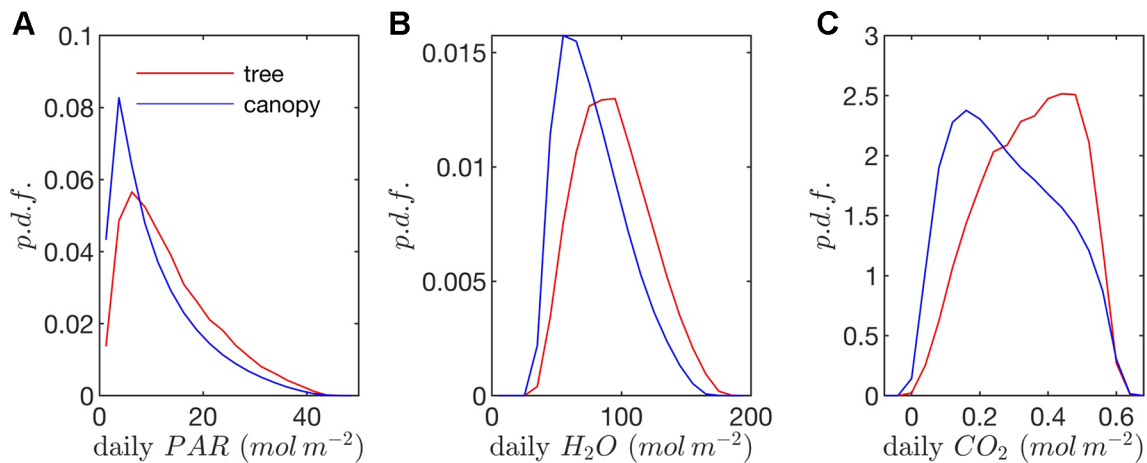 A
B
C
0.1
0.08
0.06
0.04
0.02
0
p.d.f.
tree
canopy
0
20
40
daily PAR (mol m⁻²)
0.015
0.01
0.005
0
p.d.f.
0
100
200
daily H₂O (mol m⁻²)
3
2.5
2
1.5
1
0.5
0
p.d.f.
0
0.2
0.4
0.6
daily CO₂ (mol m⁻²)